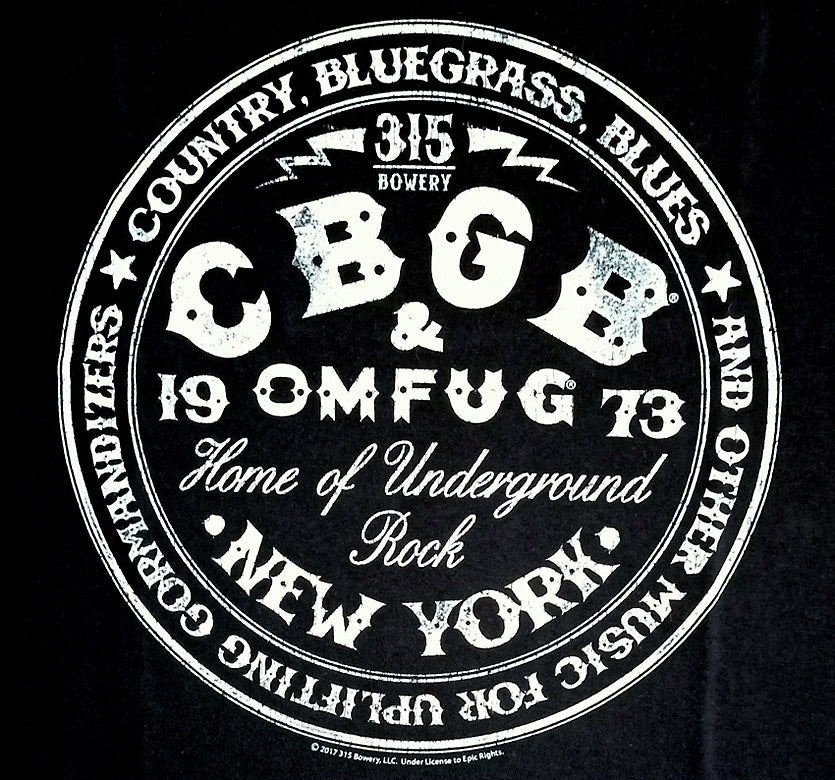 COUNTRY, BLUEGRASS, BLUES
★ AND OTHER MUSIC FOR UPLIFTING GORMANDIZERS ★
315
BOWERY
CBGB®
&
19 OMFUG® 73
Home of Underground
Rock
• NEW YORK •
© 2017 315 Bowery, LLC. Under License to Epic Rights.